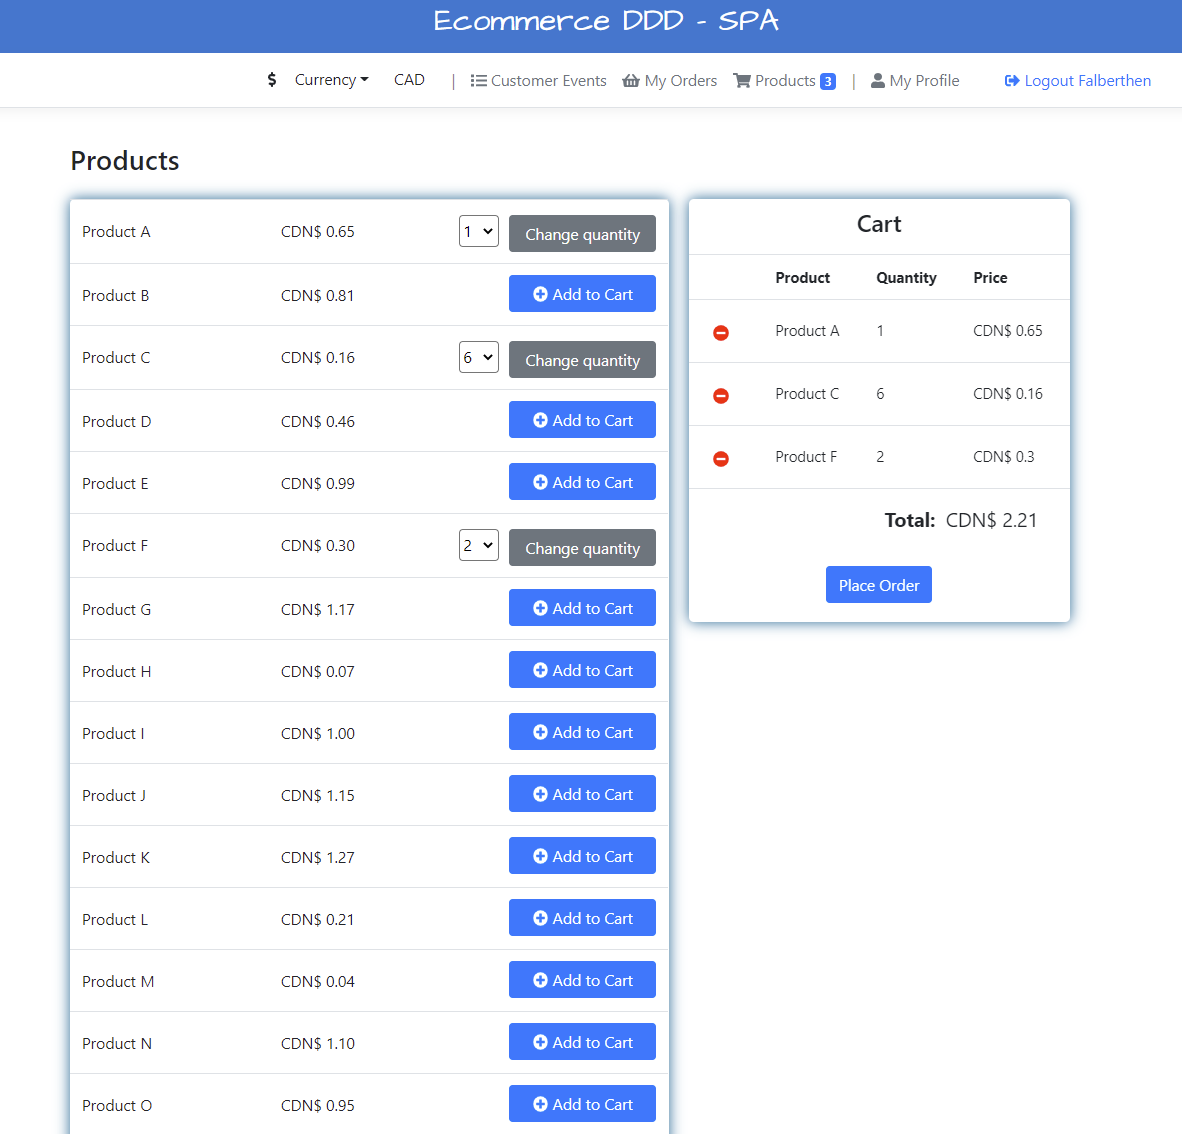 Ecommerce DDD - SPA
$ Currency CAD | Customer Events My Orders Products 3 | My Profile Logout Falberthen
Products
Product A CDN$ 0.65 1 Change quantity
Product B CDN$ 0.81 Add to Cart
Product C CDN$ 0.16 6 Change quantity
Product D CDN$ 0.46 Add to Cart
Product E CDN$ 0.99 Add to Cart
Product F CDN$ 0.30 2 Change quantity
Product G CDN$ 1.17 Add to Cart
Product H CDN$ 0.07 Add to Cart
Product I CDN$ 1.00 Add to Cart
Product J CDN$ 1.15 Add to Cart
Product K CDN$ 1.27 Add to Cart
Product L CDN$ 0.21 Add to Cart
Product M CDN$ 0.04 Add to Cart
Product N CDN$ 1.10 Add to Cart
Product O CDN$ 0.95 Add to Cart
Cart
Product Quantity Price
Product A 1 CDN$ 0.65
Product C 6 CDN$ 0.16
Product F 2 CDN$ 0.3
Total: CDN$ 2.21
Place Order